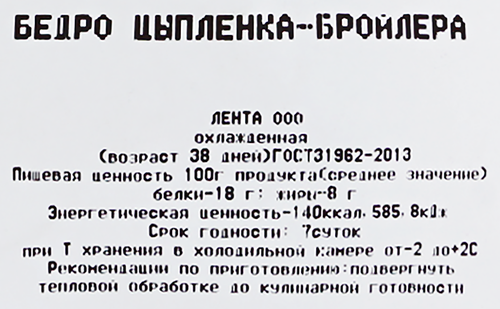 БЕДРО ЦЫПЛЕНКА-БРОЙЛЕРА
ЛЕНТА ООО
охлажденная
(возраст 38 дней)ГОСТ31962-2013
Пищевая ценность 100г продукта(среднее значение)
белки-18 г; жиры-8 г
Энергетическая ценность-140ккал, 585, 8кДж
Срок годности: 7суток
при Т хранения в холодильной камере от-2 до+2С
Рекомендации по приготовлению:подвергнуть
тепловой обработке до кулинарной готовности